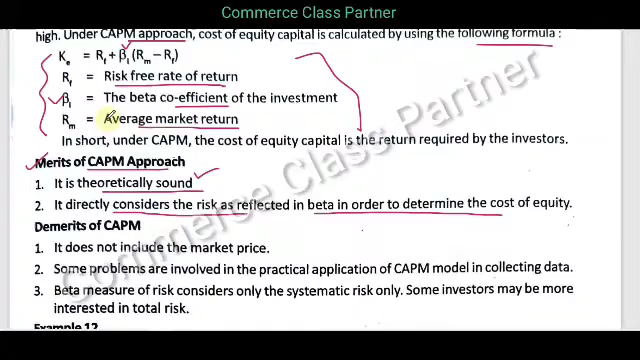 Commerce Class Partner
high. Under CAPM approach, cost of equity capital is calculated by using the following formula :
Ke = Rf + βi (Rm − Rf)
Rf = Risk free rate of return
βi = The beta co-efficient of the investment
Rm = Average market return
In short, under CAPM, the cost of equity capital is the return required by the investors.
Merits of CAPM Approach
1. It is theoretically sound
2. It directly considers the risk as reflected in beta in order to determine the cost of equity.
Demerits of CAPM
1. It does not include the market price.
2. Some problems are involved in the practical application of CAPM model in collecting data.
3. Beta measure of risk considers only the systematic risk only. Some investors may be more
interested in total risk.
Example 12
Commerce Class Partner